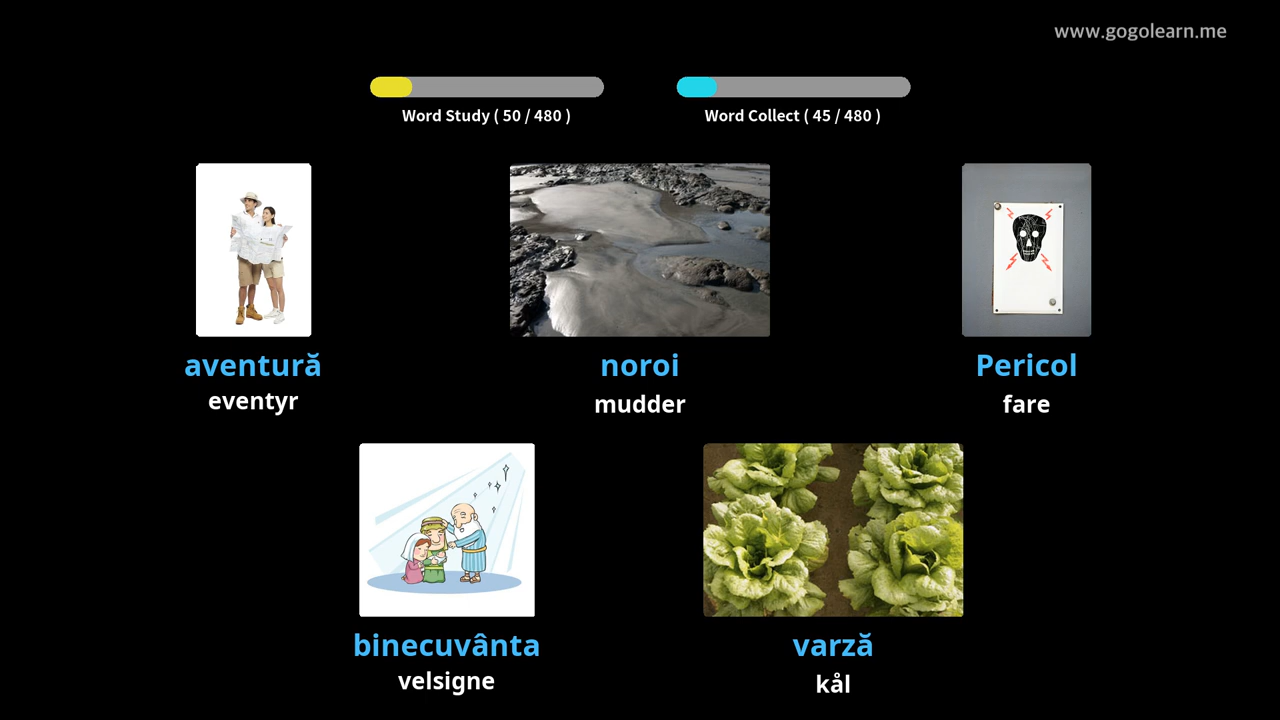 www.gogolearn.me
Word Study ( 50 / 480 )
Word Collect ( 45 / 480 )
aventură
eventyr
noroi
mudder
Pericol
fare
binecuvânta
velsigne
varză
kål